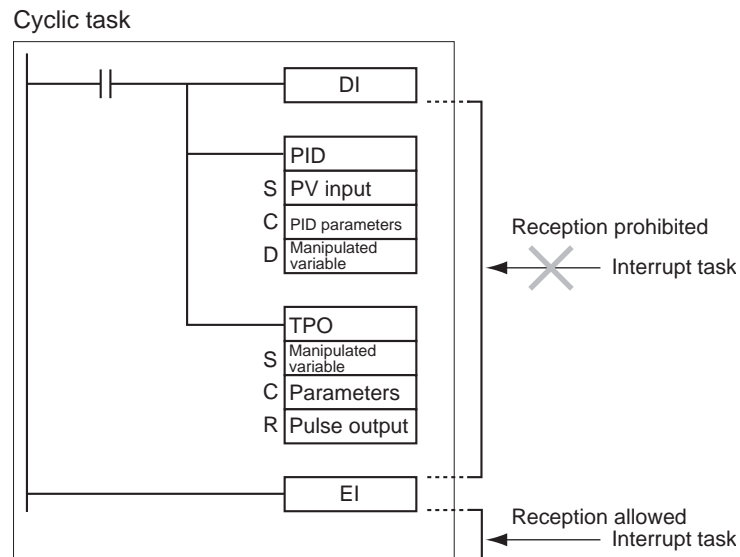 Cyclic task
DI
PID
S PV input
C PID parameters
D Manipulated
variable
Reception prohibited
Interrupt task
TPO
S Manipulated
variable
C Parameters
R Pulse output
EI
Reception allowed
Interrupt task